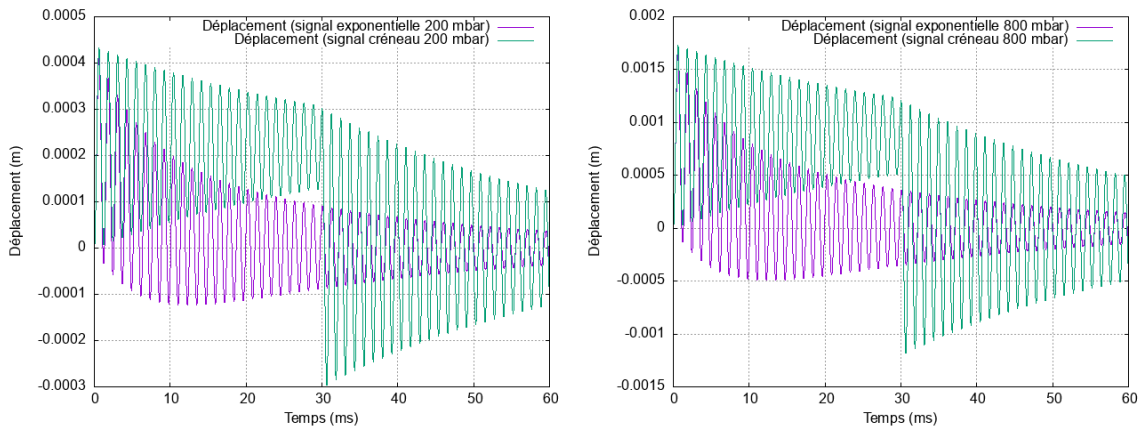 Déplacement (signal exponentielle 200 mbar)
Déplacement (signal créneau 200 mbar)
0.0005
0.0004
0.0003
0.0002
0.0001
0
-0.0001
-0.0002
-0.0003
Déplacement (m)
0 10 20 30 40 50 60
Temps (ms)
Déplacement (signal exponentielle 800 mbar)
Déplacement (signal créneau 800 mbar)
0.002
0.0015
0.001
0.0005
0
-0.0005
-0.001
-0.0015
Déplacement (m)
0 10 20 30 40 50 60
Temps (ms)